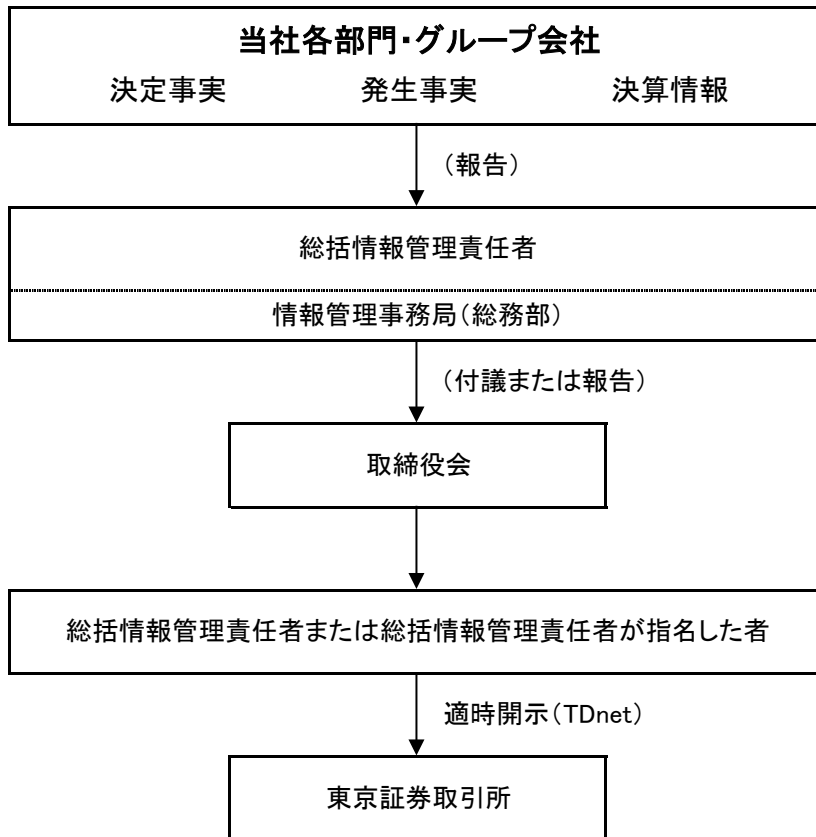 当社各部門・グループ会社
決定事実 発生事実 決算情報
（報告）
総括情報管理責任者
情報管理事務局（総務部）
（付議または報告）
取締役会
総括情報管理責任者または総括情報管理責任者が指名した者
適時開示（TDnet）
東京証券取引所